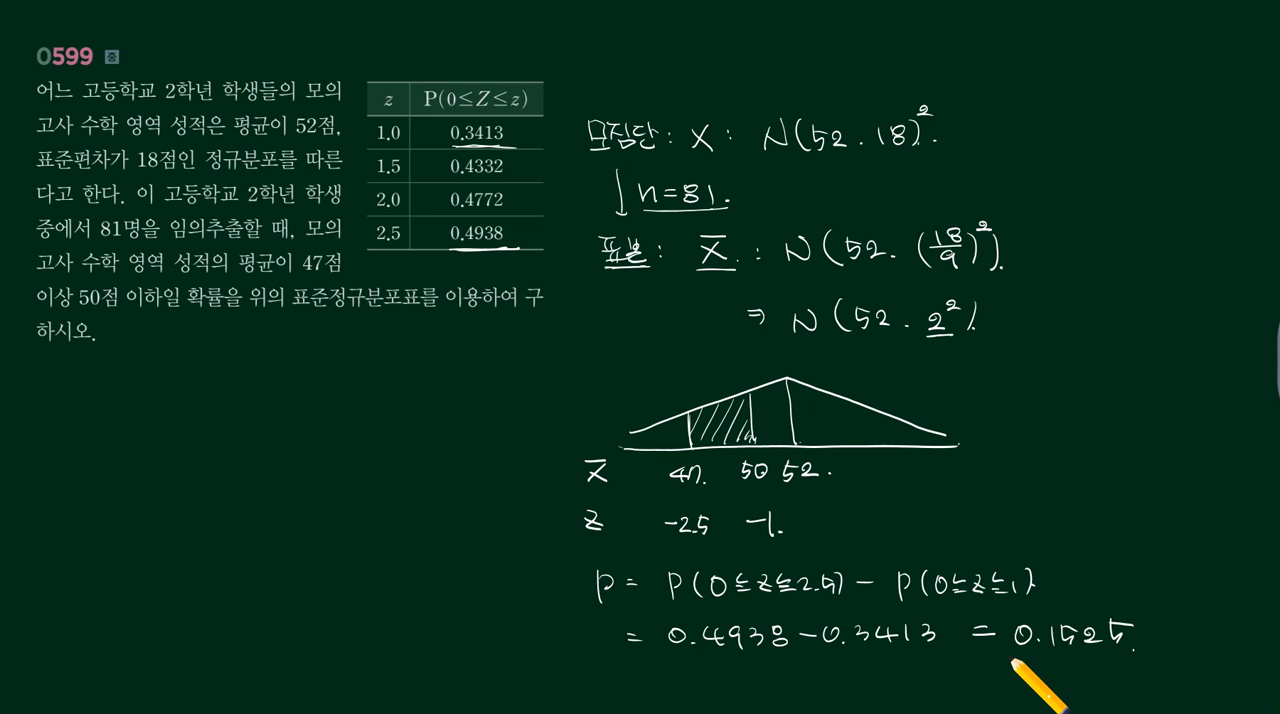 0599 중
어느 고등학교 2학년 학생들의 모의
고사 수학 영역 성적은 평균이 52점,
표준편차가 18점인 정규분포를 따른
다고 한다. 이 고등학교 2학년 학생
중에서 81명을 임의추출할 때, 모의
고사 수학 영역 성적의 평균이 47점
이상 50점 이하일 확률을 위의 표준정규분포표를 이용하여 구
하시오.
z P(0≤Z≤z)
1.0 0.3413
1.5 0.4332
2.0 0.4772
2.5 0.4938
모집단: X: N(52. 18)².
↓ n=81.
표본: X̄. : N(52. (18/9)²).
⇒ N(52. 2²).
X̄ 47. 50 52.
Z -2.5 -1.
P = P(0≤Z≤2.5) - P(0≤Z≤1)
= 0.4938 - 0.3413 = 0.1525.